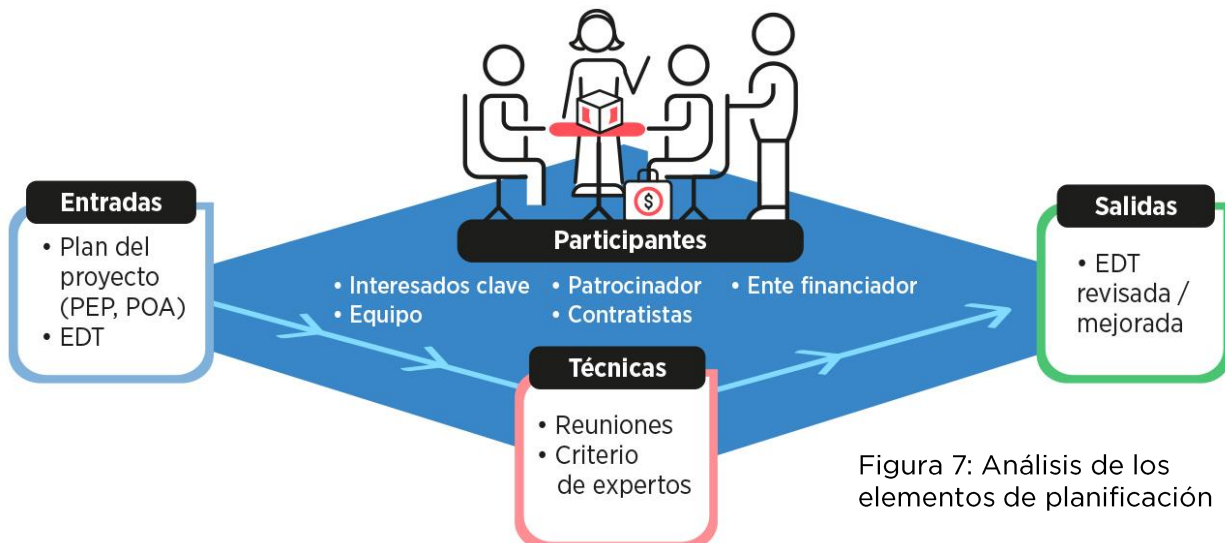 Entradas
• Plan del
proyecto
(PEP, POA)
• EDT
$
Participantes
• Interesados clave
• Equipo
• Patrocinador
• Contratistas
• Ente financiador
Técnicas
• Reuniones
• Criterio
de expertos
Salidas
• EDT
revisada /
mejorada
Figura 7: Análisis de los
elementos de planificación